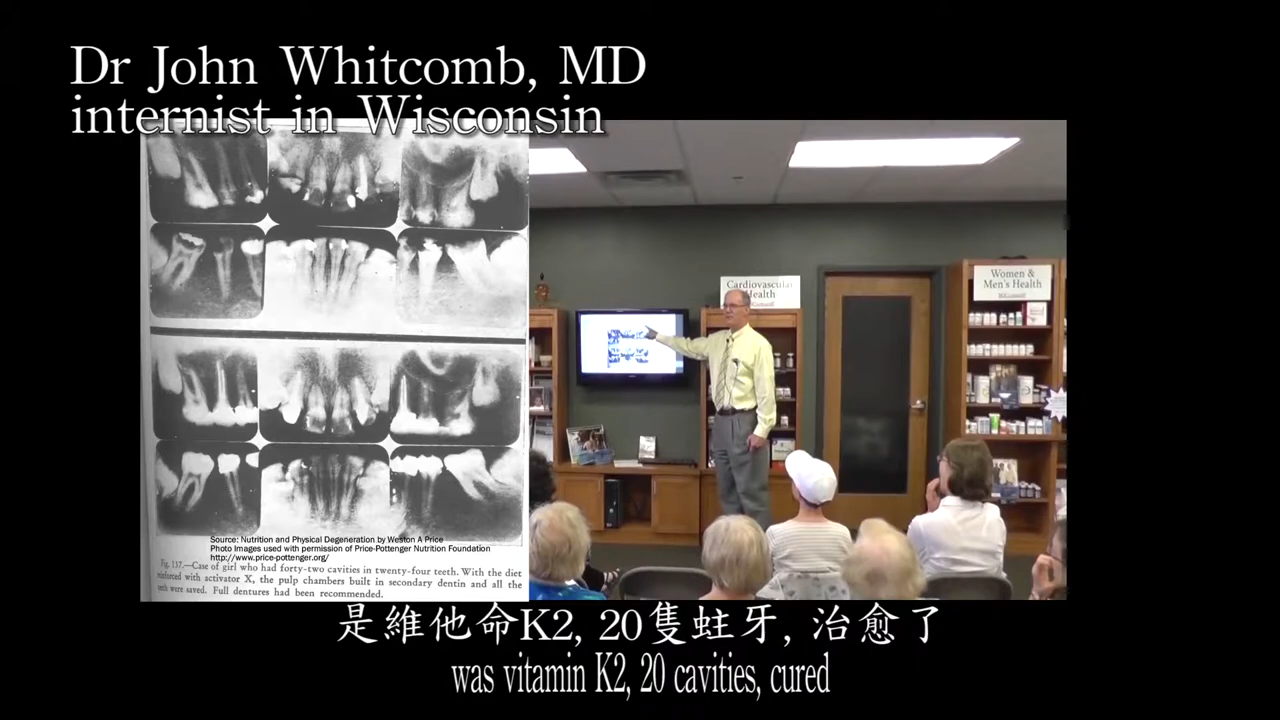 Dr John Whitcomb, MD
internist in Wisconsin
Cardiovascular
Health
Women &
Men's Health
Source: Nutrition and Physical Degeneration by Weston A Price
Photo Images used with permission of Price-Pottenger Nutrition Foundation
http://www.price-pottenger.org/
Fig. 137.—Case of girl who had forty-two cavities in twenty-four teeth. With the diet
reinforced with activator X, the pulp chambers built in secondary dentin and all the
teeth were saved. Full dentures had been recommended.
是維他命K2, 20隻蛀牙, 治愈了
was vitamin K2, 20 cavities, cured